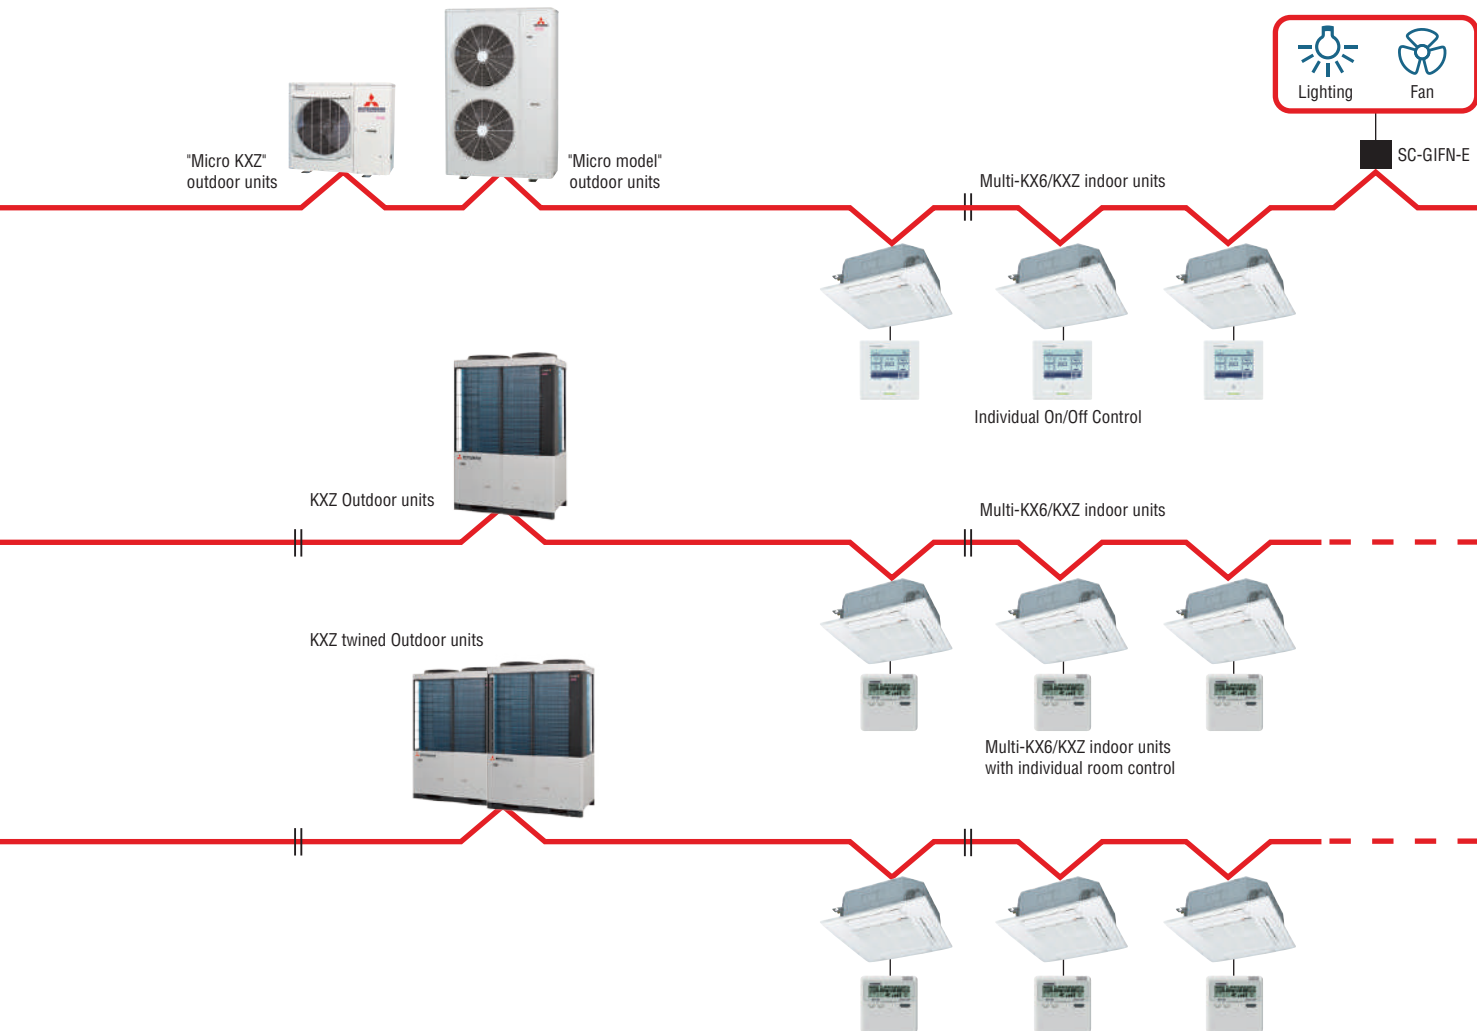 Lighting
Fan
"Micro KXZ"
outdoor units
"Micro model"
outdoor units
SC-GIFN-E
Multi-KX6/KXZ indoor units
Individual On/Off Control
KXZ Outdoor units
Multi-KX6/KXZ indoor units
KXZ twined Outdoor units
Multi-KX6/KXZ indoor units
with individual room control